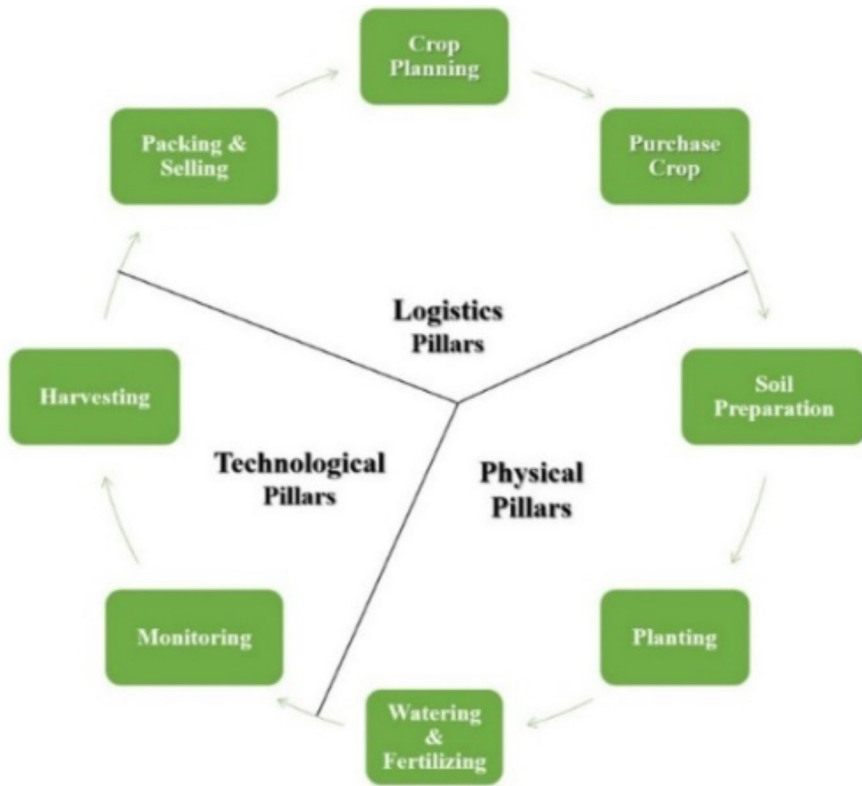 Crop
Planning
Packing &
Selling
Purchase
Crop
Logistics
Pillars
Harvesting
Soil
Preparation
Technological
Pillars
Physical
Pillars
Monitoring
Planting
Watering
&
Fertilizing